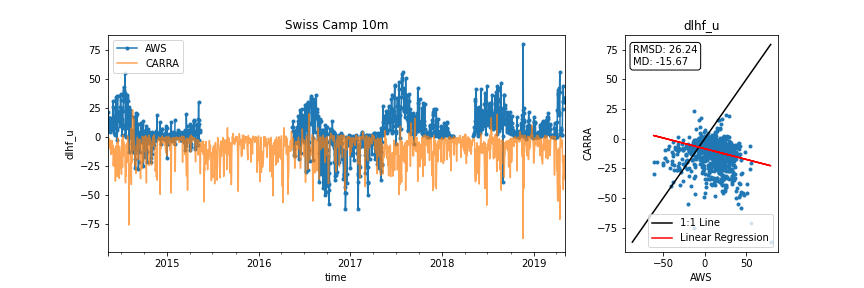 Swiss Camp 10m
dlhf_u
AWS
CARRA
75
50
25
0
−25
−50
−75
dlhf_u
2015
2016
2017
2018
2019
time
RMSD: 26.24
MD: -15.67
75
50
25
0
−25
−50
−75
CARRA
1:1 Line
Linear Regression
−50
0
50
AWS